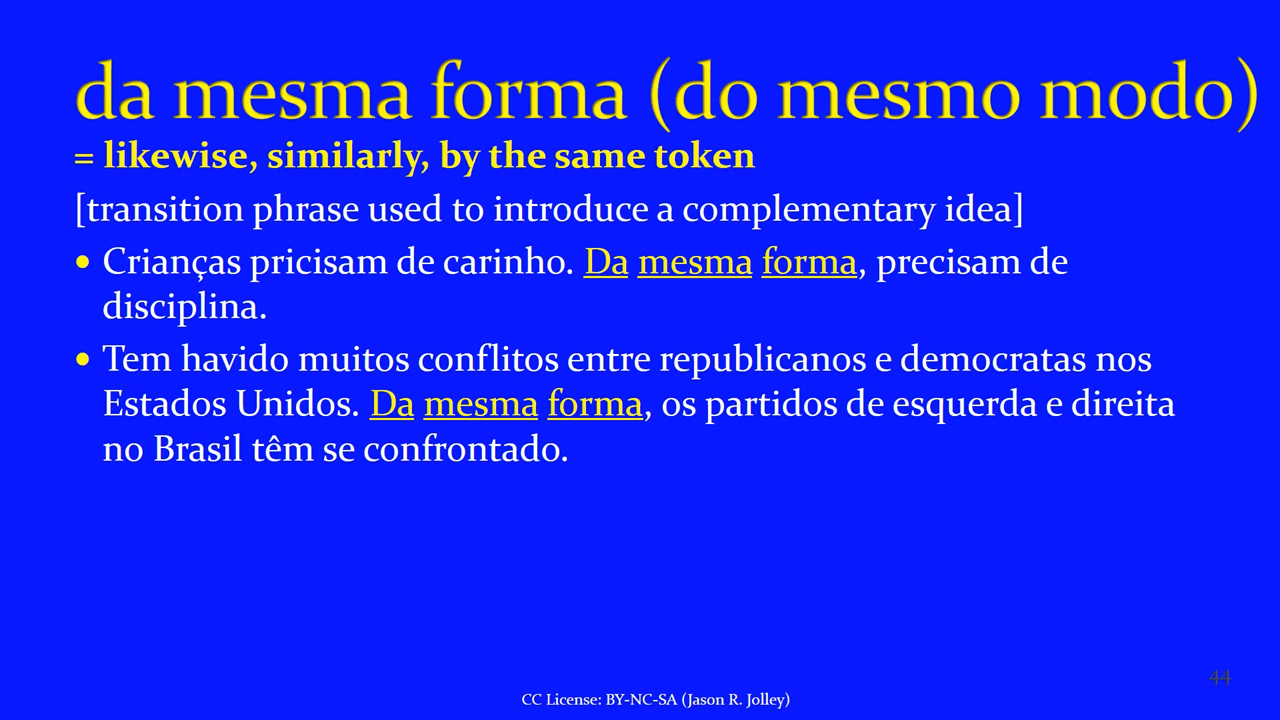 da mesma forma (do mesmo modo)
= likewise, similarly, by the same token
[transition phrase used to introduce a complementary idea]
• Crianças pricisam de carinho. Da mesma forma, precisam de
disciplina.
• Tem havido muitos conflitos entre republicanos e democratas nos
Estados Unidos. Da mesma forma, os partidos de esquerda e direita
no Brasil têm se confrontado.
44
CC License: BY-NC-SA (Jason R. Jolley)